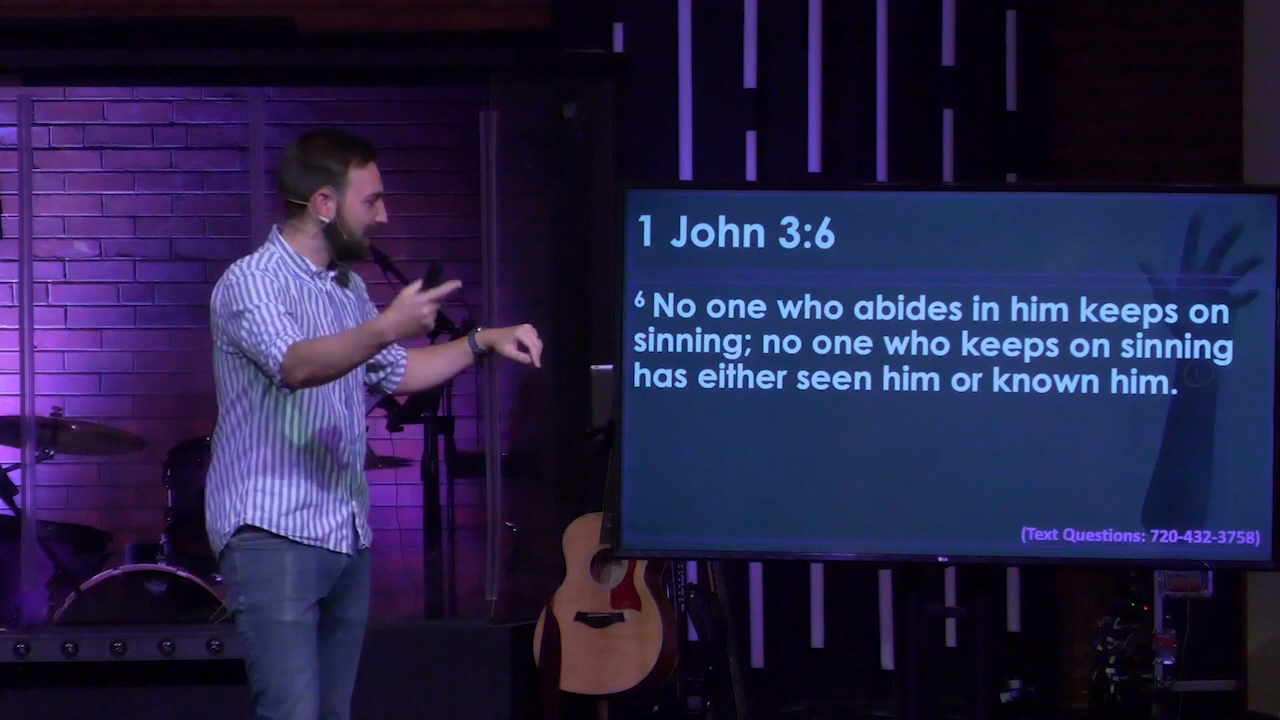 1 John 3:6
6 No one who abides in him keeps on
sinning; no one who keeps on sinning
has either seen him or known him.
(Text Questions: 720-432-3758)
LG